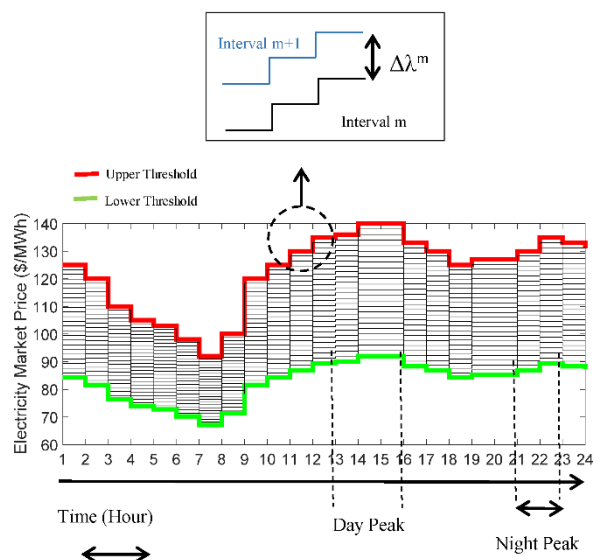 Interval m+1
Δλᵐ
Interval m
Upper Threshold
Lower Threshold
Electricity Market Price ($/MWh)
140
130
120
110
100
90
80
70
60
1 2 3 4 5 6 7 8 9 10 11 12 13 14 15 16 17 18 19 20 21 22 23 24
Time (Hour)
Day Peak
Night Peak